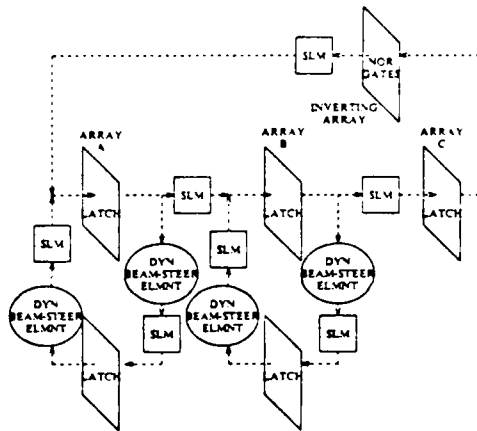 SLM
NOR
GATES
INVERTING
ARRAY
ARRAY
A
ARRAY
B
ARRAY
C
LATCH
SLM
LATCH
SLM
LATCH
SLM
SLM
DYN
BEAM-STEER
ELMNT
DYN
BEAM-STEER
ELMNT
DYN
BEAM-STEER
ELMNT
DYN
BEAM-STEER
ELMNT
SLM
SLM
LATCH
LATCH